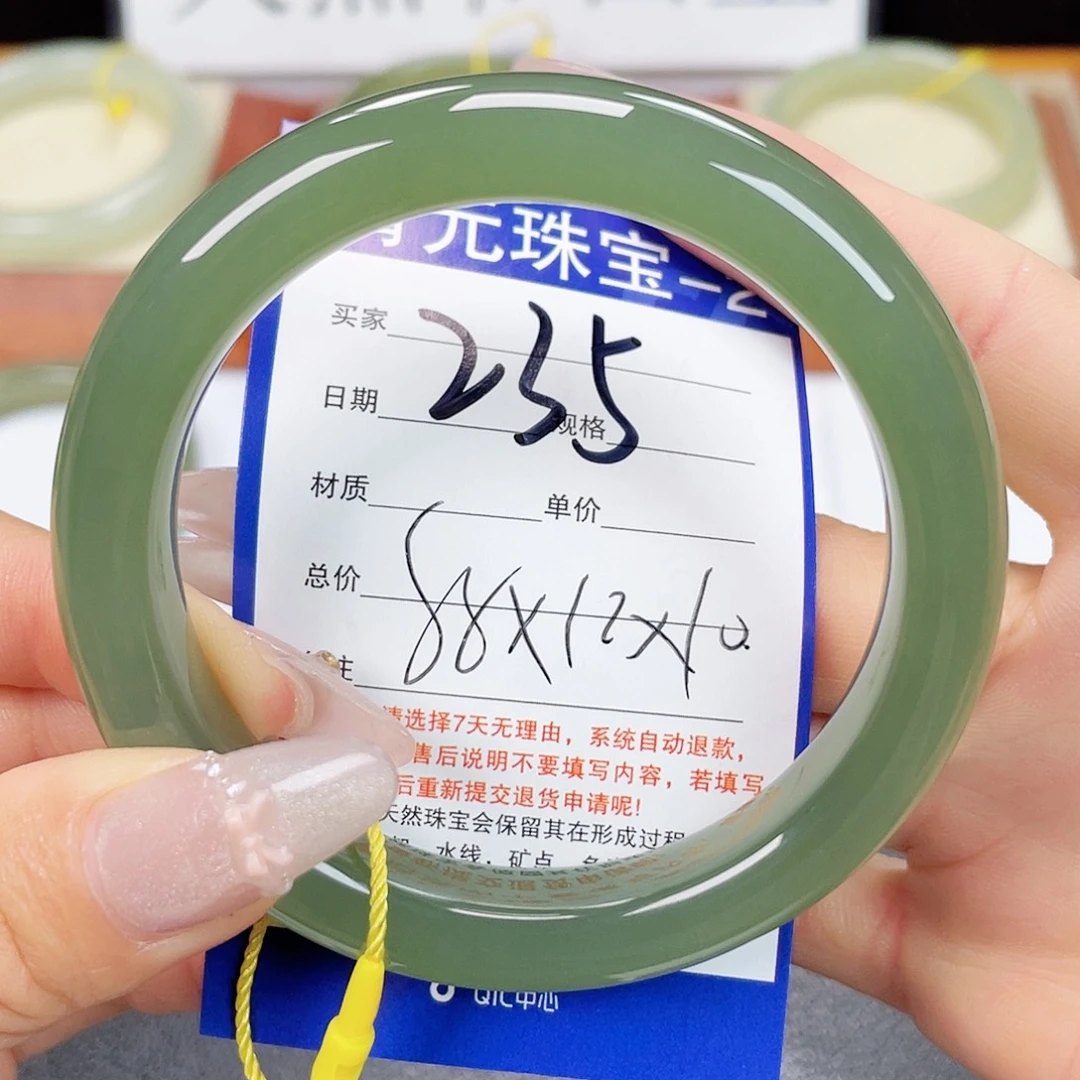 元珠宝-2
买家 235
日期 规格
材质 单价
总价 58X12X10.
主
请选择7天无理由，系统自动退款，
售后说明不要填写内容，若填写
后重新提交退货申请呢!
天然珠宝会保留其在形成过程
水线．矿点
QIC中心